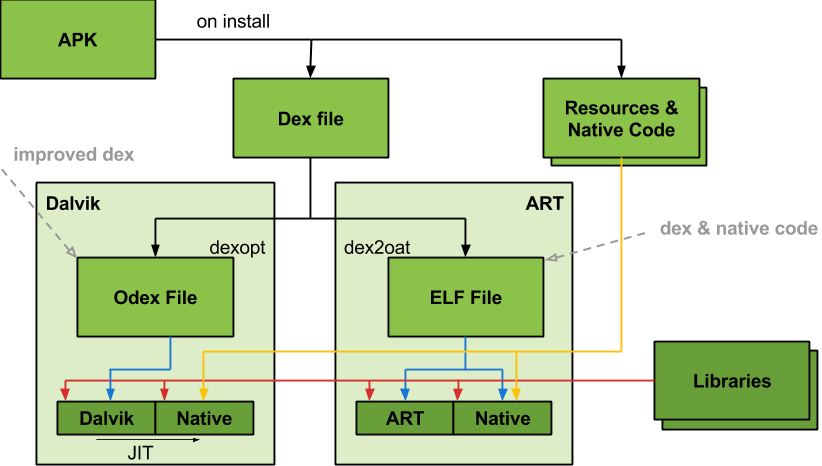 on install
APK
Dex file
Resources &
Native Code
improved dex
Dalvik
ART
dex & native code
dexopt
dex2oat
Odex File
ELF File
Libraries
Dalvik
Native
ART
Native
JIT